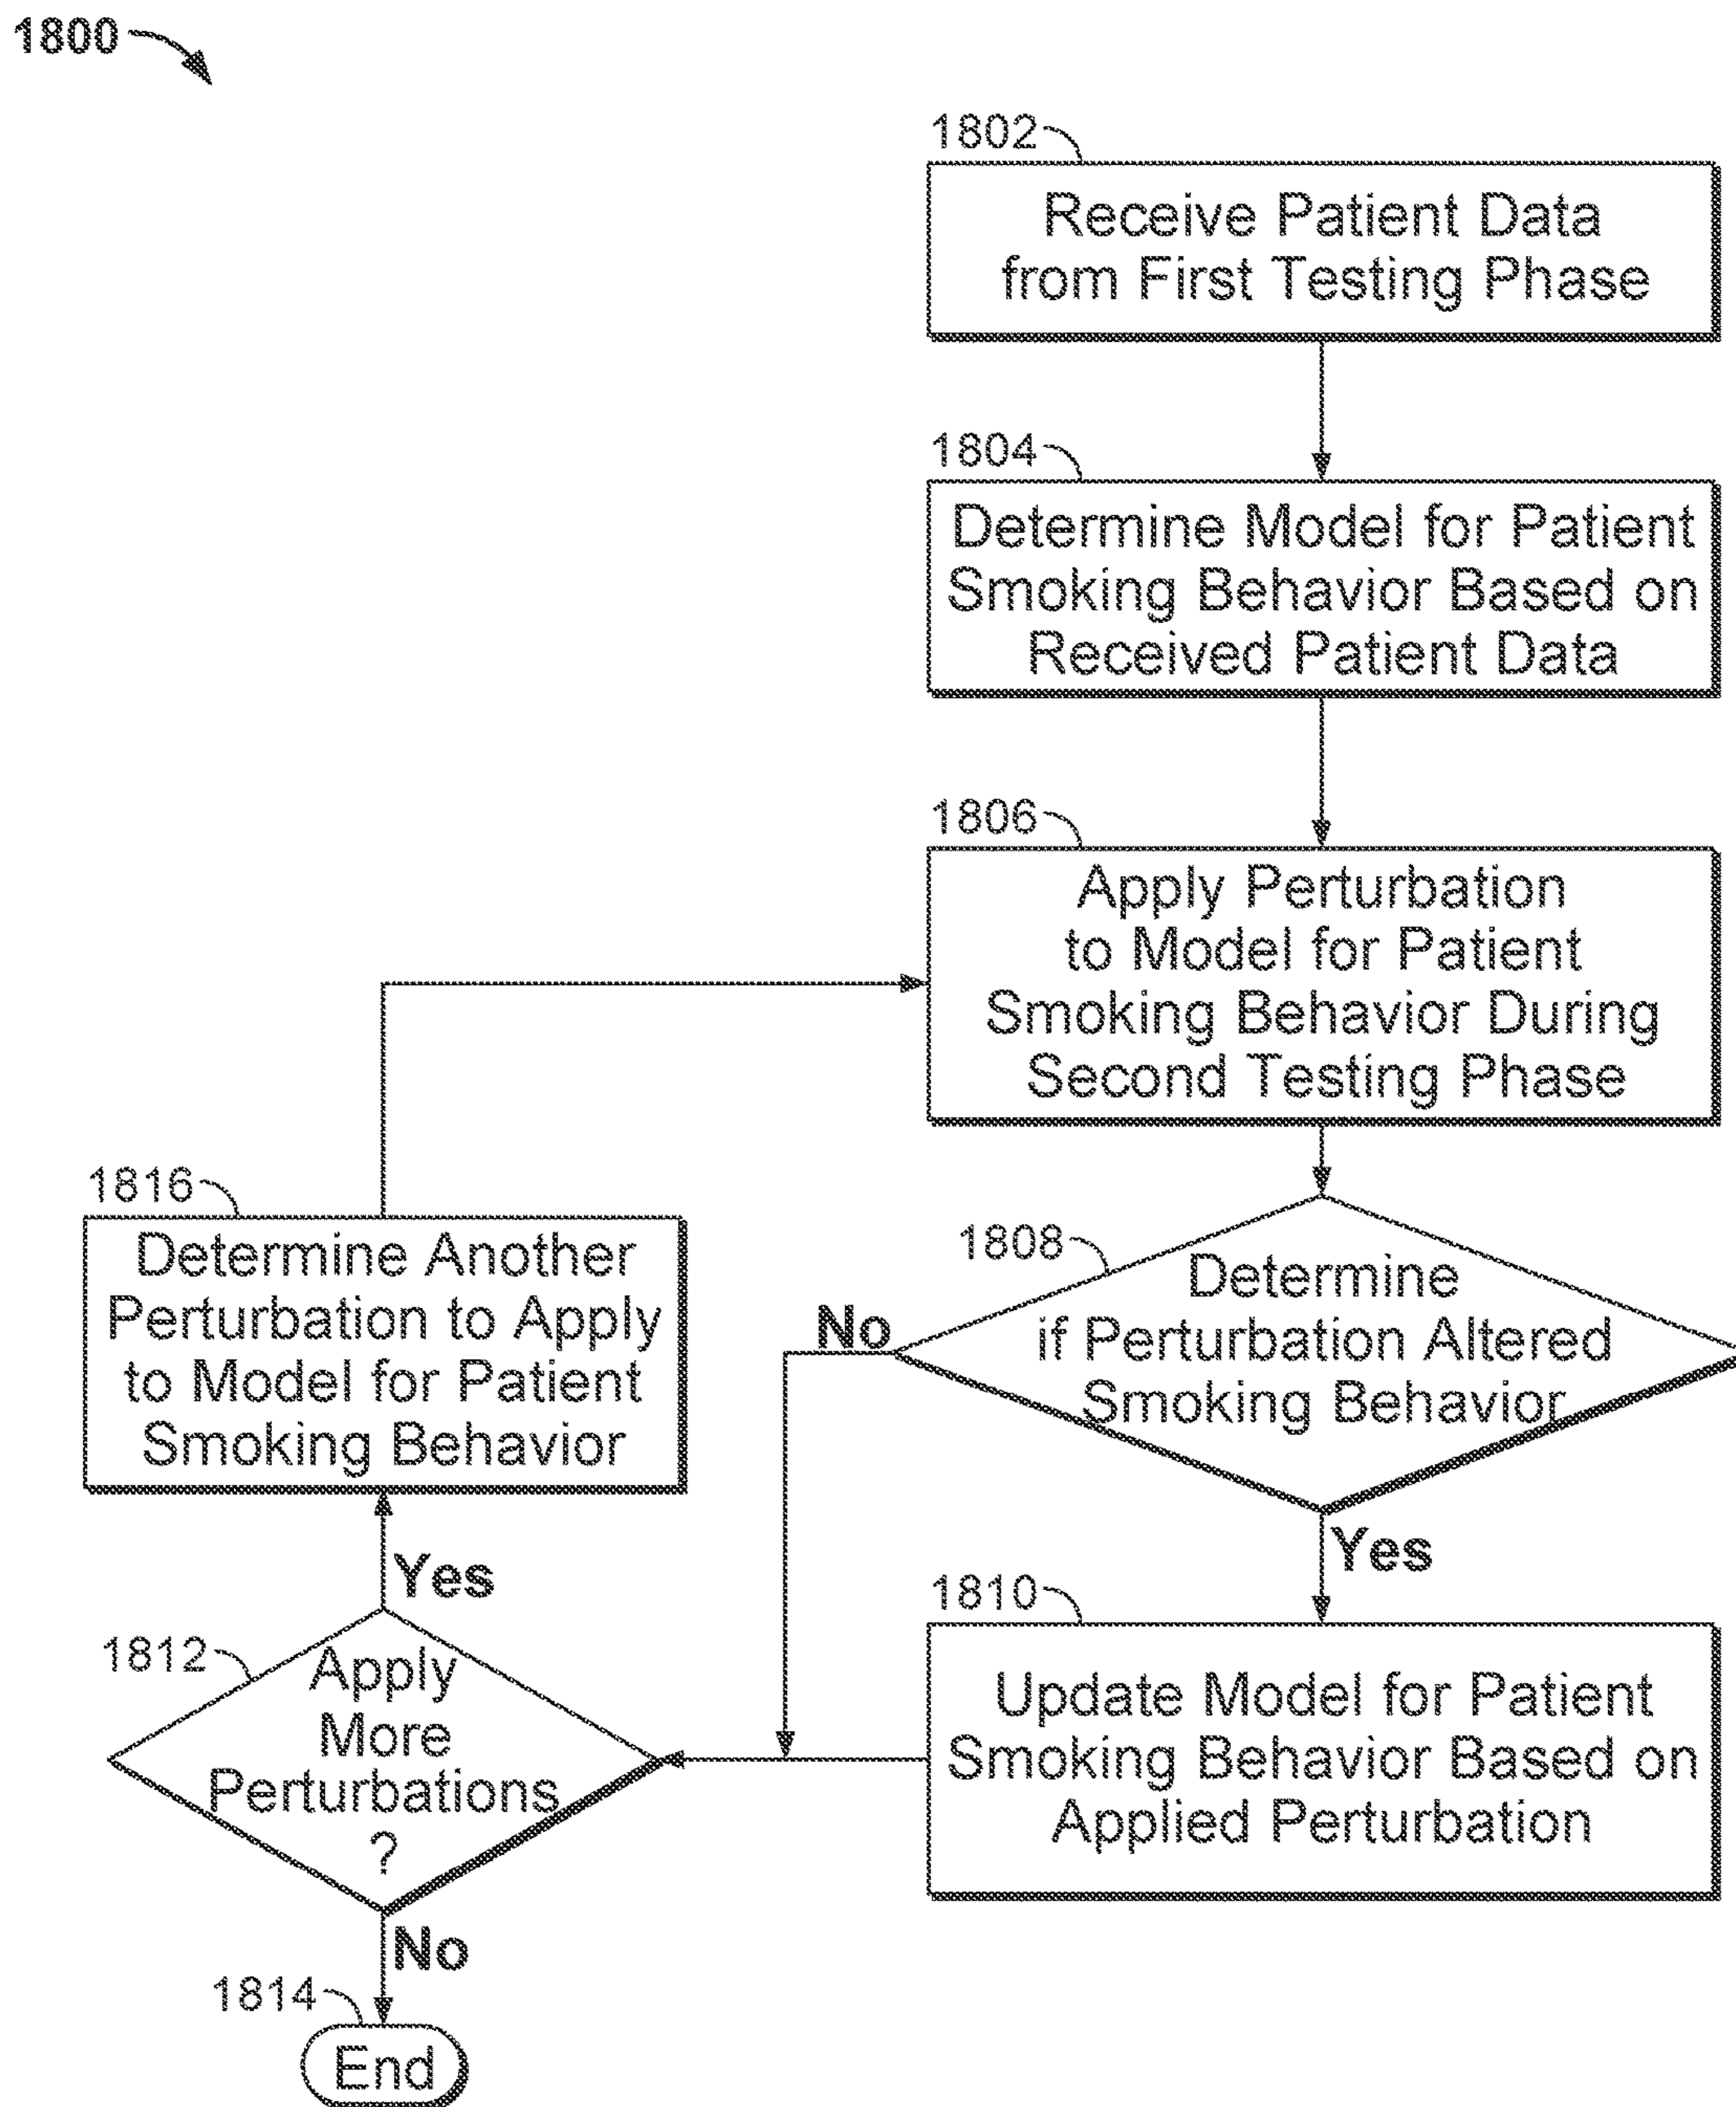 1800
1802
Receive Patient Data
from First Testing Phase
1804
Determine Model for Patient
Smoking Behavior Based on
Received Patient Data
1806
Apply Perturbation
to Model for Patient
Smoking Behavior During
Second Testing Phase
1808
Determine
if Perturbation Altered
Smoking Behavior
No
Yes
1810
Update Model for Patient
Smoking Behavior Based on
Applied Perturbation
1812
Apply
More
Perturbations
?
Yes
No
1816
Determine Another
Perturbation to Apply
to Model for Patient
Smoking Behavior
1814
End